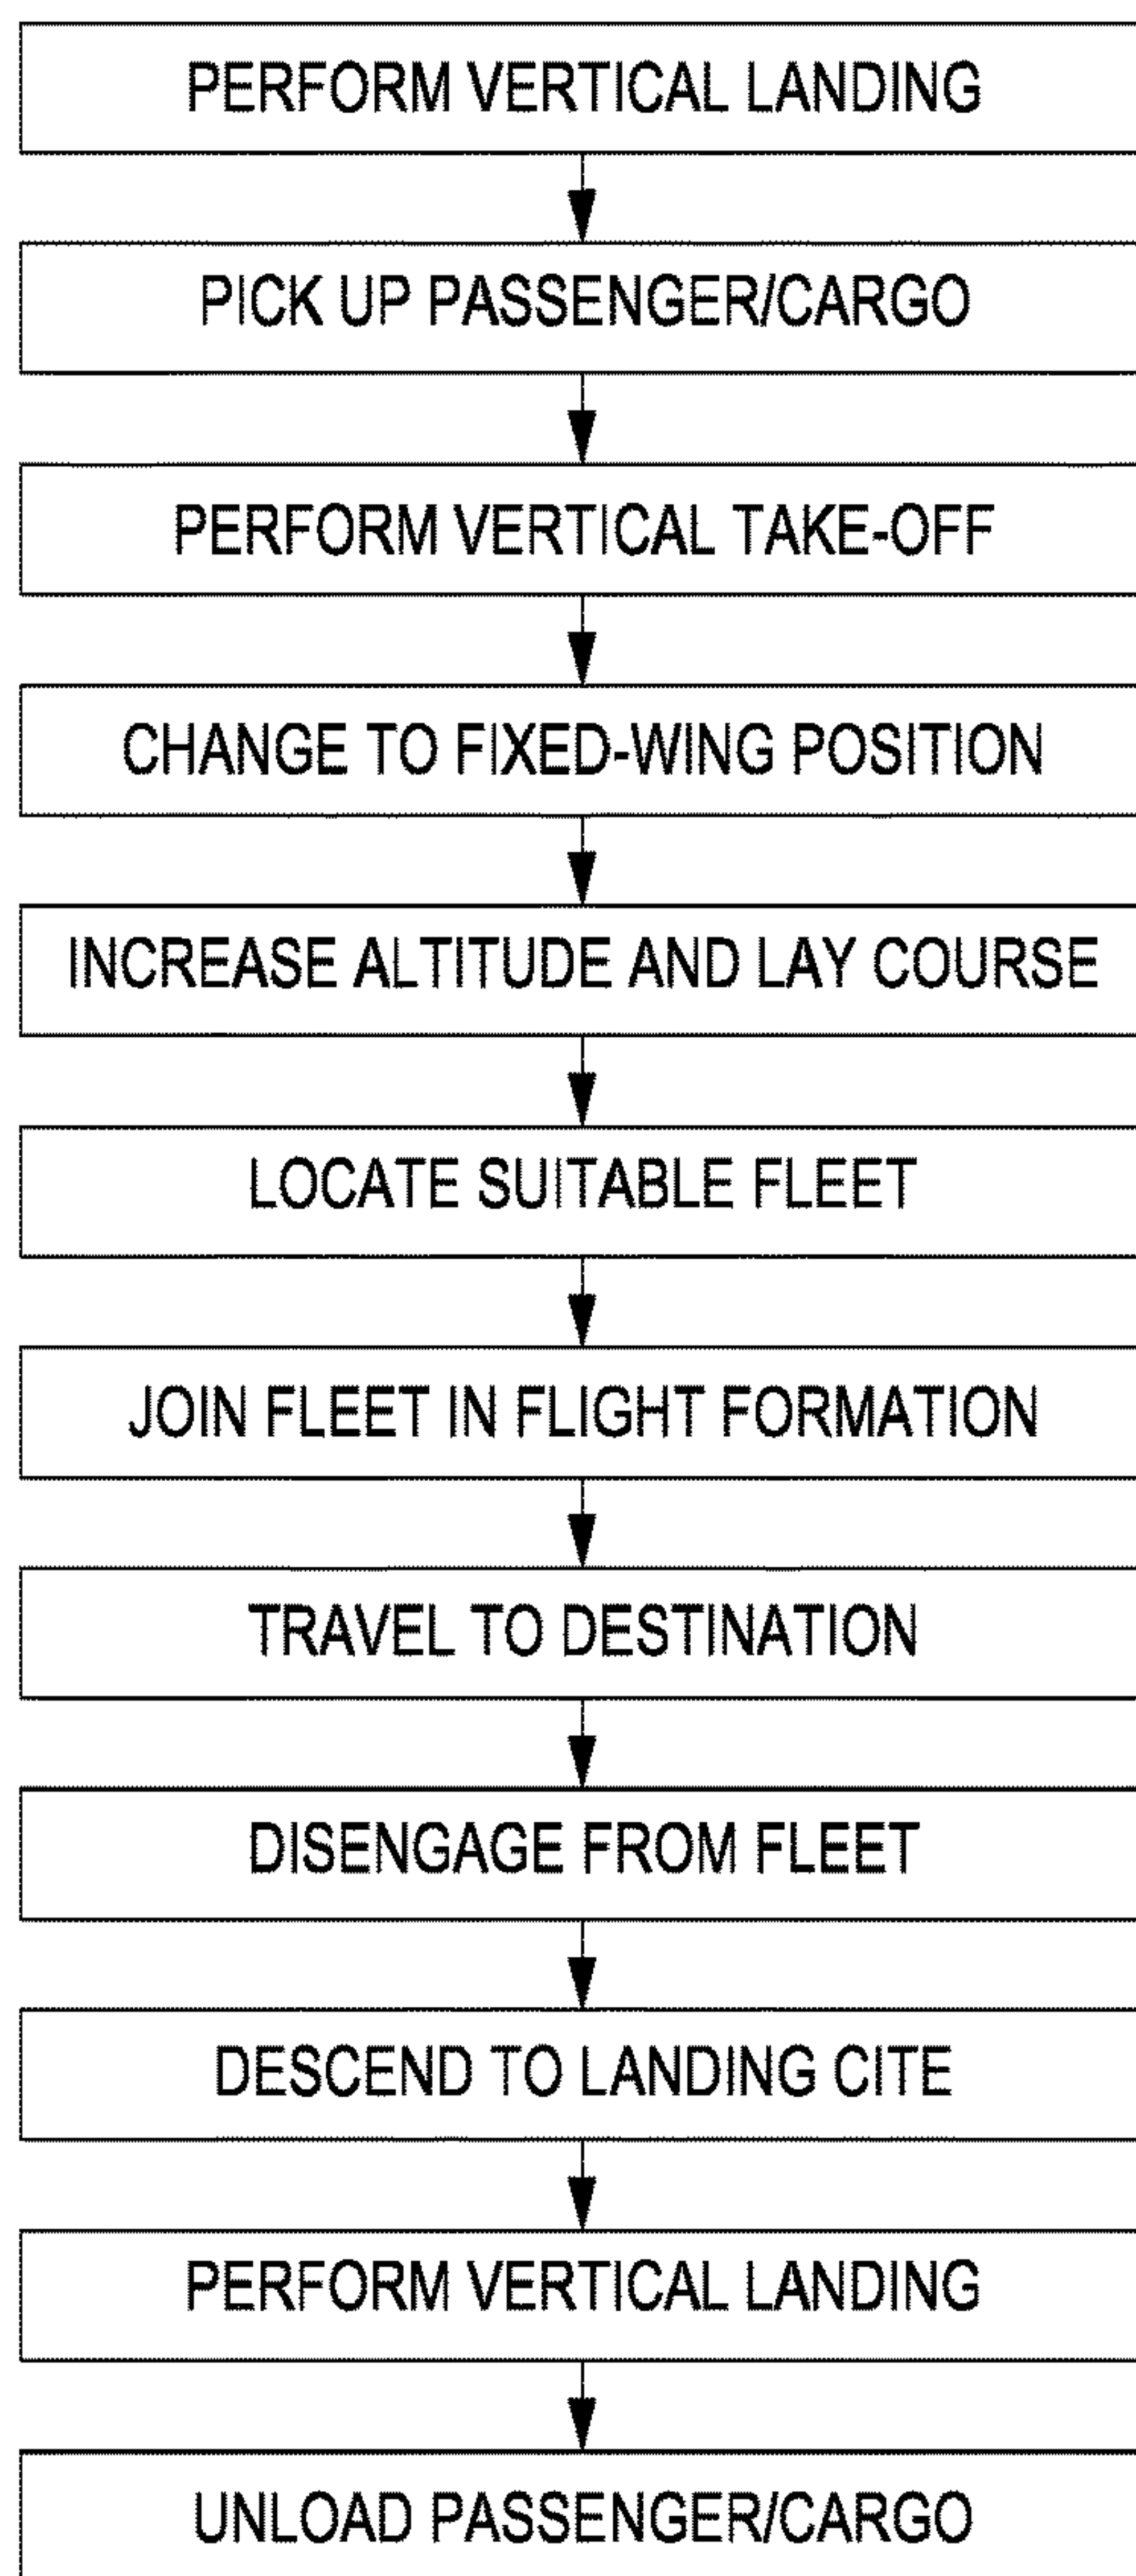 PERFORM VERTICAL LANDING
PICK UP PASSENGER/CARGO
PERFORM VERTICAL TAKE-OFF
CHANGE TO FIXED-WING POSITION
INCREASE ALTITUDE AND LAY COURSE
LOCATE SUITABLE FLEET
JOIN FLEET IN FLIGHT FORMATION
TRAVEL TO DESTINATION
DISENGAGE FROM FLEET
DESCEND TO LANDING CITE
PERFORM VERTICAL LANDING
UNLOAD PASSENGER/CARGO